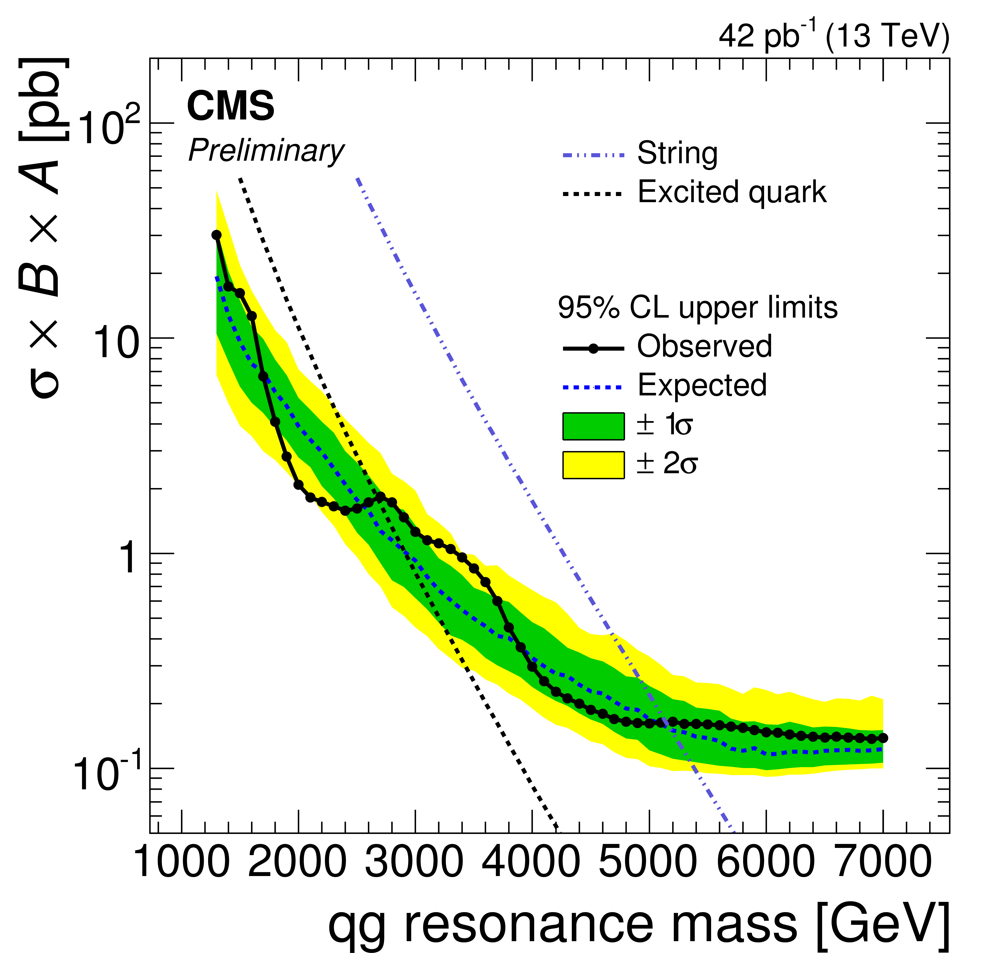 42 pb⁻¹ (13 TeV)
CMS
Preliminary
σ × B × A [pb]
10²
10
1
10⁻¹
String
Excited quark
95% CL upper limits
Observed
Expected
± 1σ
± 2σ
1000 2000 3000 4000 5000 6000 7000
qg resonance mass [GeV]